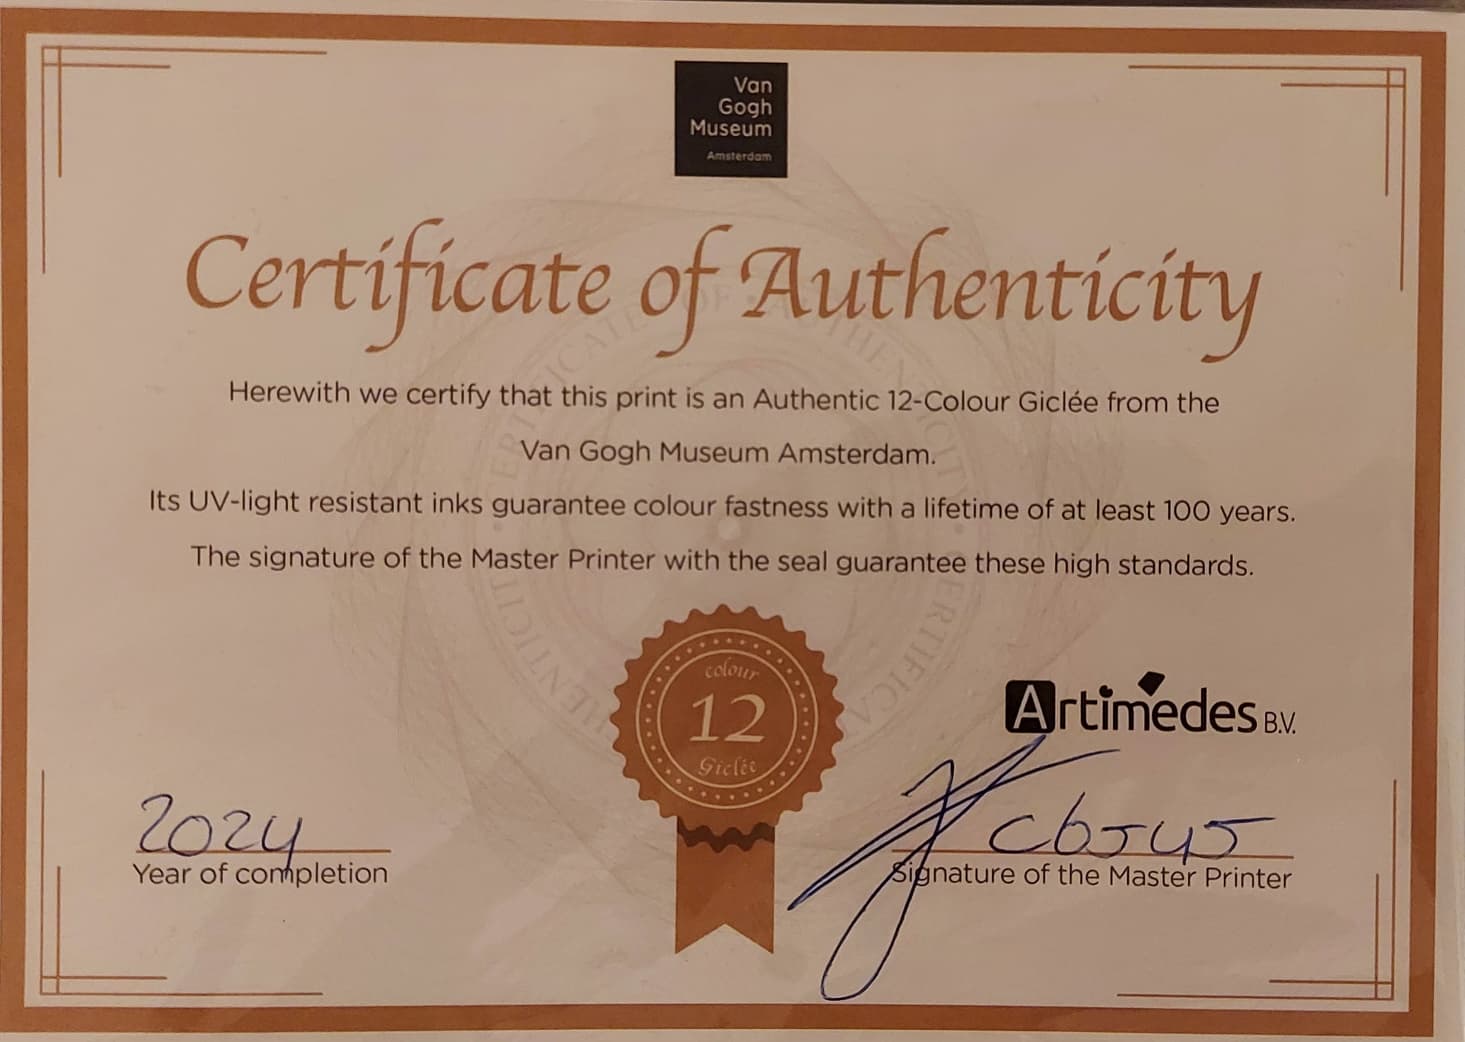 Van
Gogh
Museum
Amsterdam
Certificate of Authenticity
Herewith we certify that this print is an Authentic 12-Colour Giclée from the
Van Gogh Museum Amsterdam.
Its UV-light resistant inks guarantee colour fastness with a lifetime of at least 100 years.
The signature of the Master Printer with the seal guarantee these high standards.
colour
12
Giclée
Artimedes B.V.
2024
Year of completion
Signature of the Master Printer